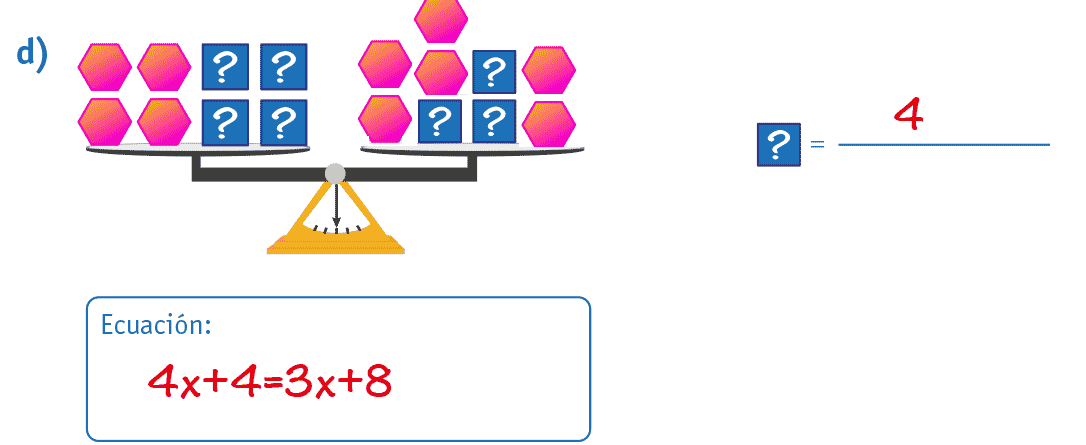 d)
? ? ?
? ? ? ?
4
? =
Ecuación:
4x+4=3x+8